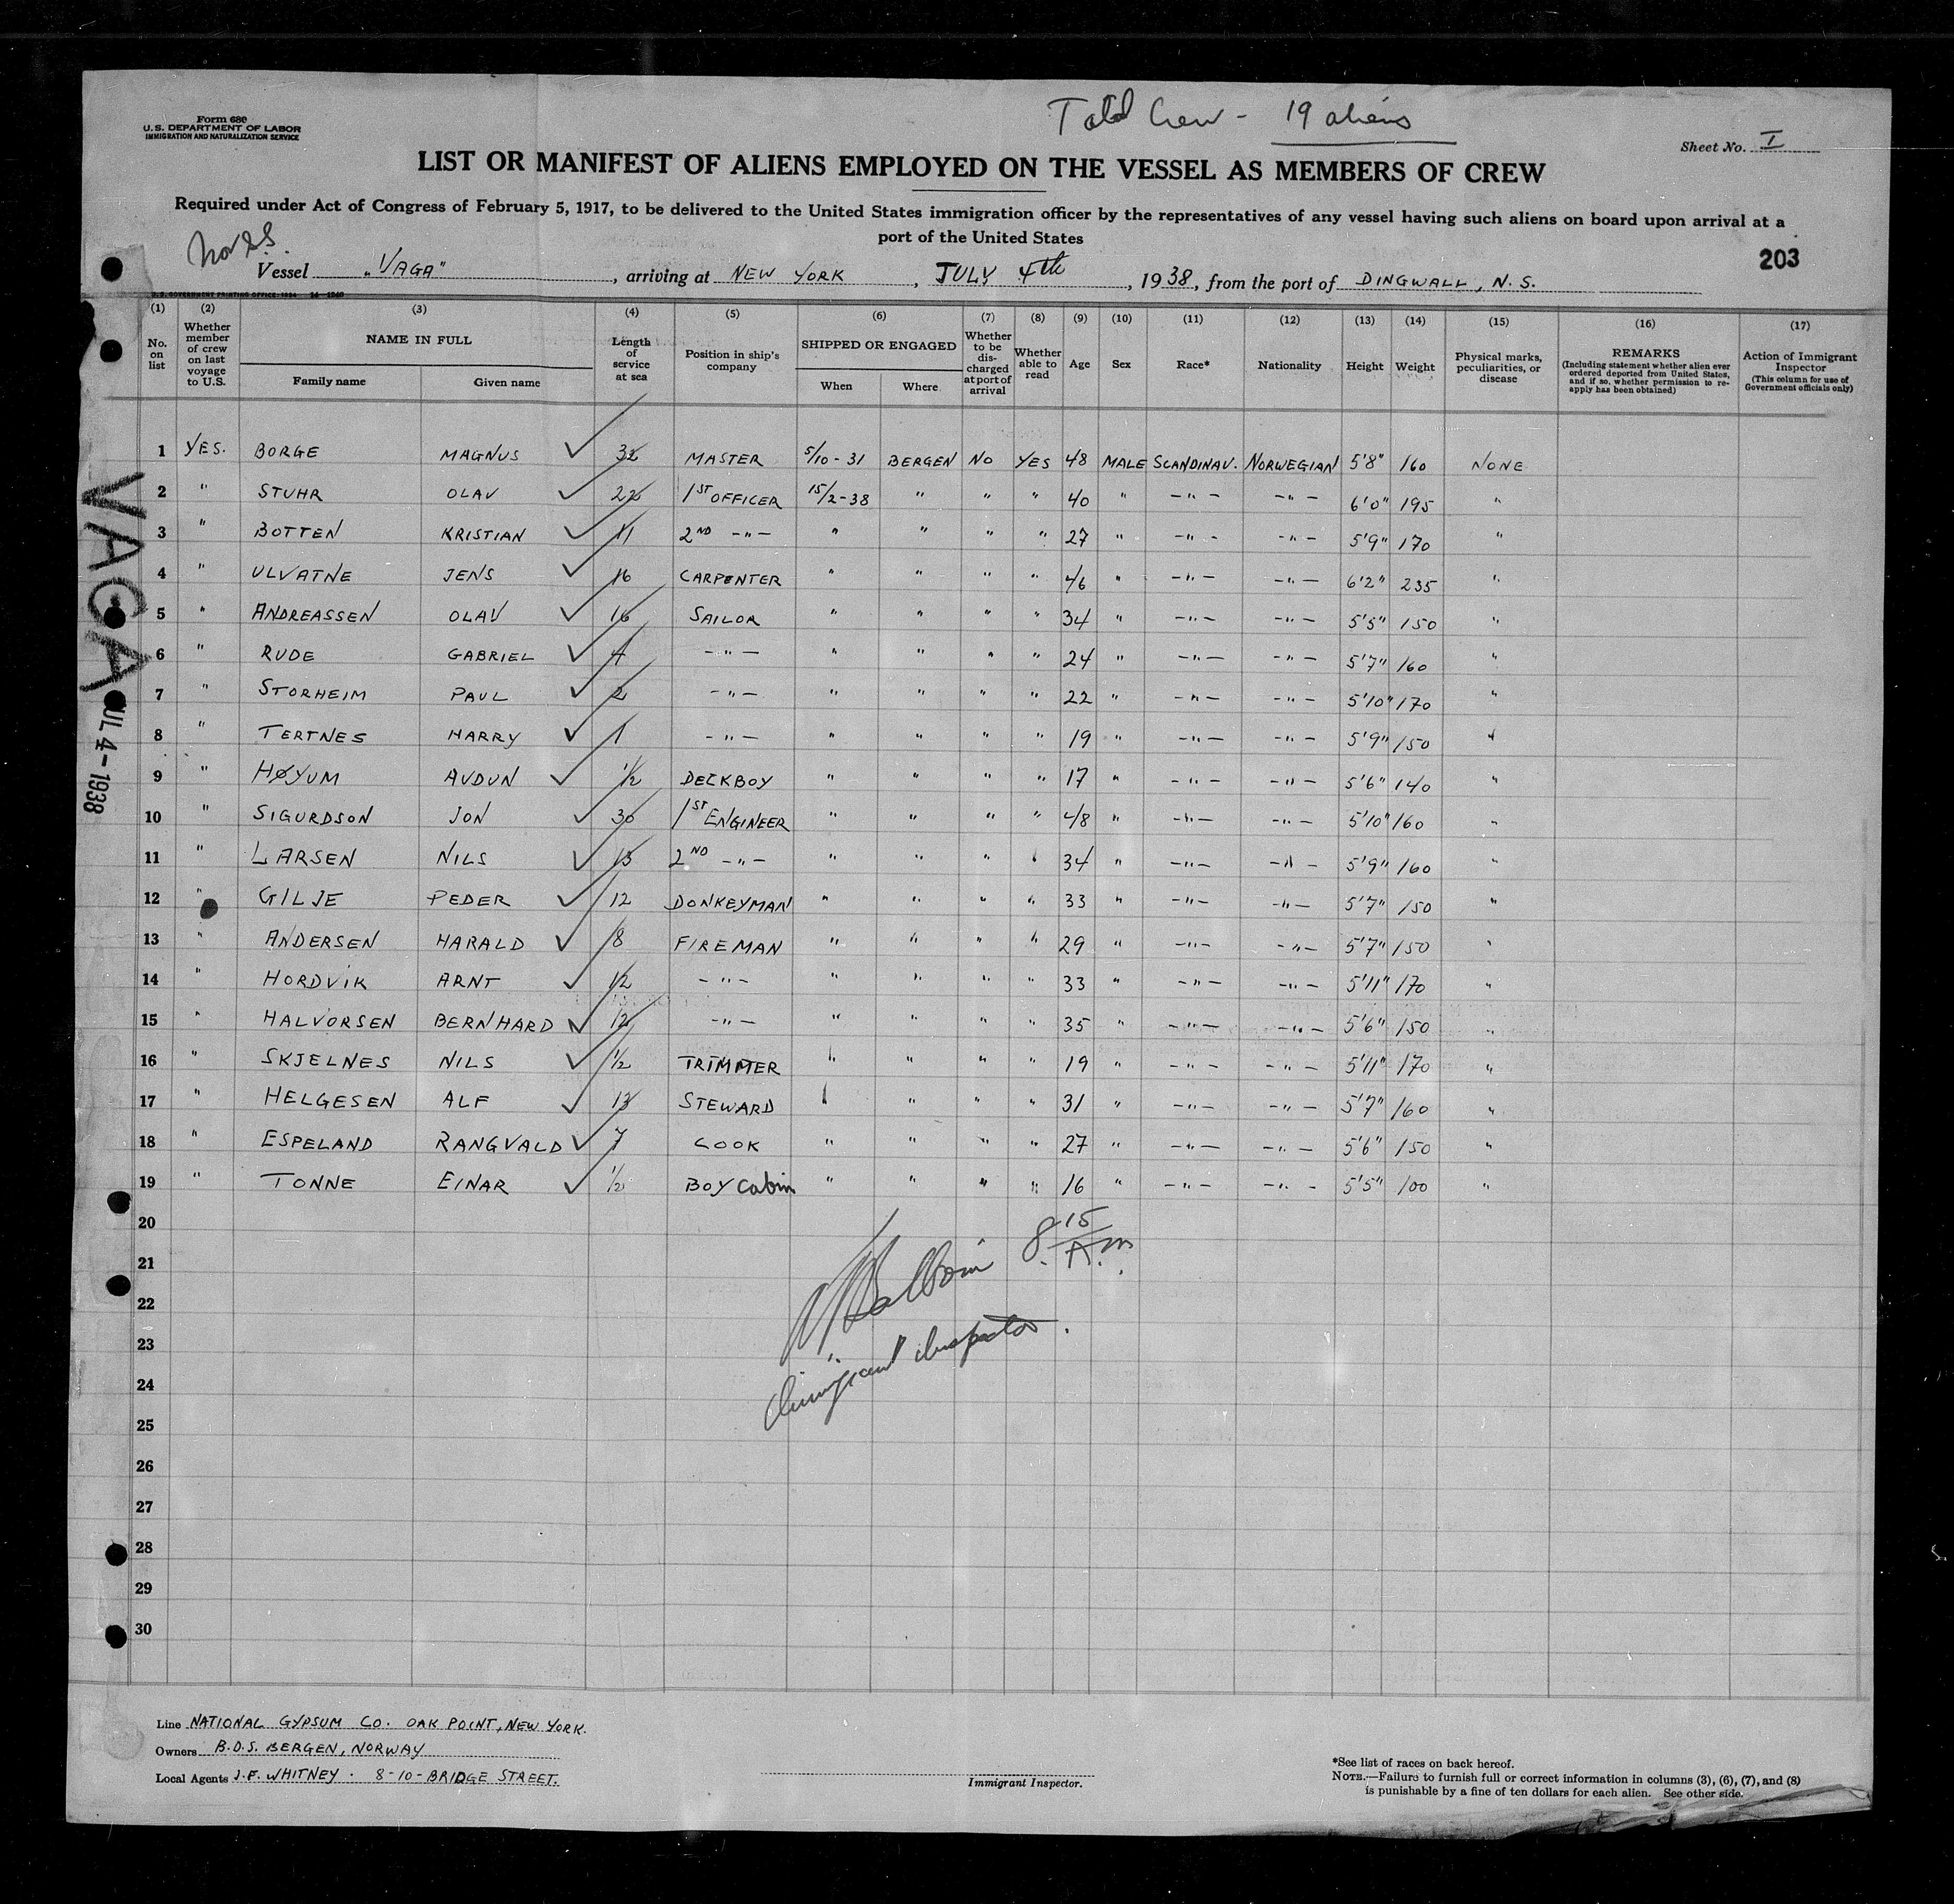 Total Crew - 19 aliens
Form 680
U.S. DEPARTMENT OF LABOR
IMMIGRATION AND NATURALIZATION SERVICE
Sheet No. I
LIST OR MANIFEST OF ALIENS EMPLOYED ON THE VESSEL AS MEMBERS OF CREW
Required under Act of Congress of February 5, 1917, to be delivered to the United States immigration officer by the representatives of any vessel having such aliens on board upon arrival at a
port of the United States
203
Nor SS.
Vessel "VAGA", arriving at NEW YORK, JULY 4th, 1938, from the port of DINGWALL, N.S.
U.S. GOVERNMENT PRINTING OFFICE: 1934
(1) (2) (3) (4) (5) (6) (7) (8) (9) (10) (11) (12) (13) (14) (15) (16) (17)
No. on list Whether member of crew on last voyage to U.S. NAME IN FULL Family name Given name Length of service at sea Position in ship's company SHIPPED OR ENGAGED When Where Whether to be discharged at port of arrival Whether able to read Age Sex Race* Nationality Height Weight Physical marks, peculiarities, or disease REMARKS (Including statement whether alien ever ordered deported from United States, and if so, whether permission to reapply has been obtained) Action of Immigrant Inspector (This column for use of Government officials only)
1 YES. BORGE MAGNUS ✓ 32 MASTER 5/10-31 BERGEN NO YES 48 MALE SCANDINAV. NORWEGIAN 5'8" 160 NONE
2 " STUHR OLAV ✓ 22 1ST OFFICER 15/2-38 " " " 40 " -"- -"- 6'0" 195 "
3 " BOTTEN KRISTIAN ✓ 11 2ND -"- " " " " 27 " -"- -"- 5'9" 170 "
4 " ULVATNE JENS ✓ 16 CARPENTER " " " " 46 " -"- -"- 6'2" 235 "
5 " ANDREASSEN OLAV ✓ 16 SAILOR " " " " 34 " -"- -"- 5'5" 150 "
6 " RUDE GABRIEL ✓ 4 -"- " " " " 24 " -"- -"- 5'7" 160 "
7 " STORHEIM PAUL ✓ 2 -"- " " " " 22 " -"- -"- 5'10" 170 "
8 " TERTNES HARRY ✓ 1 -"- " " " " 19 " -"- -"- 5'9" 150 "
9 " HØYUM AVDUN ✓ 1/2 DECKBOY " " " " 17 " -"- -"- 5'6" 140 "
10 " SIGURDSON JON ✓ 30 1ST ENGINEER " " " " 48 " -"- -"- 5'10" 160 "
11 " LARSEN NILS ✓ 13 2ND -"- " " " " 34 " -"- -"- 5'9" 160 "
12 " GILJE PEDER ✓ 12 DONKEYMAN " " " " 33 " -"- -"- 5'7" 150 "
13 " ANDERSEN HARALD ✓ 8 FIREMAN " " " " 29 " -"- -"- 5'7" 150 "
14 " HORDVIK ARNT ✓ 12 -"- " " " " 33 " -"- -"- 5'11" 170 "
15 " HALVORSEN BERNHARD ✓ 12 -"- " " " " 35 " -"- -"- 5'6" 150 "
16 " SKJELNES NILS ✓ 1/2 TRIMMER " " " " 19 " -"- -"- 5'11" 170 "
17 " HELGESEN ALF ✓ 13 STEWARD " " " " 31 " -"- -"- 5'7" 160 "
18 " ESPELAND RANGVALD ✓ 7 COOK " " " " 27 " -"- -"- 5'6" 150 "
19 " TONNE EINAR ✓ 1/2 BOY Cabin " " " " 16 " -"- -"- 5'5" 100 "
20
21
22
23
24
25
26
27
28
29
30
8.15 A.m.
Immigrant Inspector.
VAGA
JUL 4-1938
Line NATIONAL GYPSUM CO. OAK POINT, NEW YORK.
Owners B.D.S. BERGEN, NORWAY
Local Agents J.F. WHITNEY. 8-10-BRIDGE STREET.
Immigrant Inspector.
*See list of races on back hereof.
NOTE.—Failure to furnish full or correct information in columns (3), (6), (7), and (8)
is punishable by a fine of ten dollars for each alien. See other side.